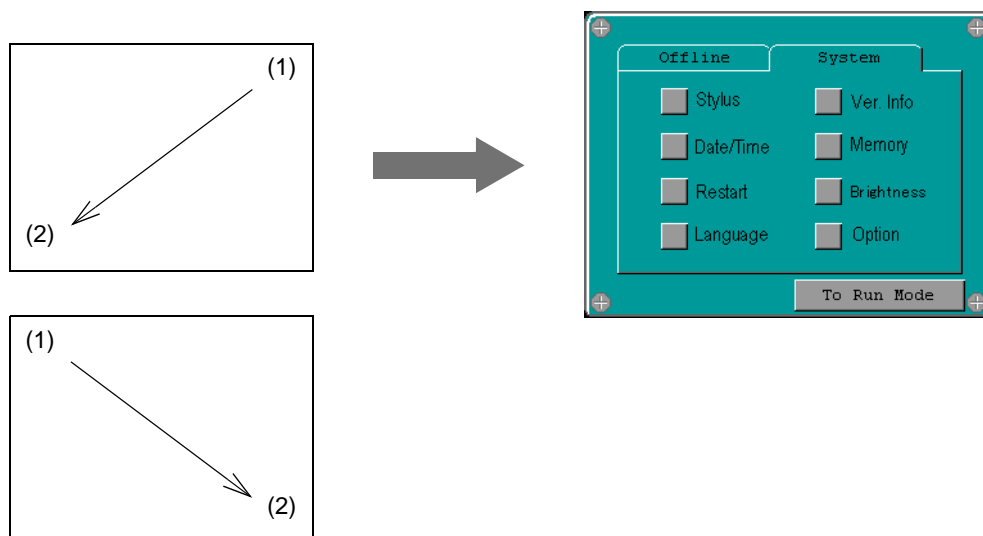 (1)
(2)
(1)
(2)
Offline System
Stylus Ver. Info
Date/Time Memory
Restart Brightness
Language Option
To Run Mode